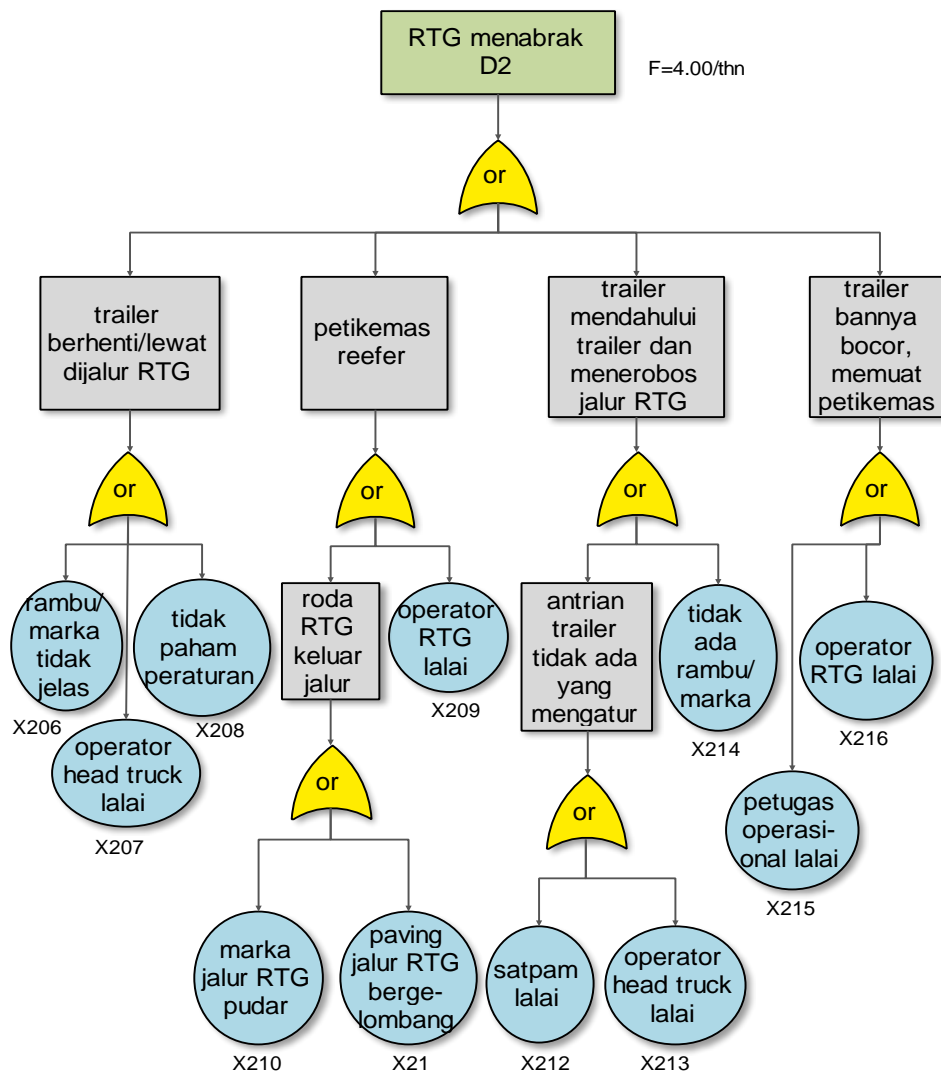 RTG menabrak
D2
F=4.00/thn
or
trailer
berhenti/lewat
dijalur RTG
petikemas
reefer
trailer
mendahului
trailer dan
menerobos
jalur RTG
trailer
bannya
bocor,
memuat
petikemas
or
or
or
or
rambu/
marka
tidak
jelas
X206
operator
head truck
lalai
X207
tidak
paham
peraturan
X208
roda
RTG
keluar
jalur
operator
RTG
lalai
X209
antrian
trailer
tidak ada
yang
mengatur
tidak
ada
rambu/
marka
X214
operator
RTG lalai
X216
petugas
operasi-
onal lalai
X215
or
or
marka
jalur RTG
pudar
X210
paving
jalur RTG
berge-
lombang
X21
satpam
lalai
X212
operator
head truck
lalai
X213